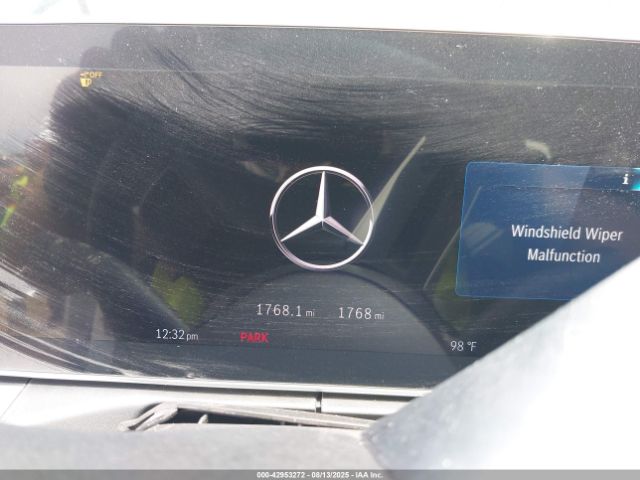 OFF
i
Windshield Wiper
Malfunction
1768.1 mi 1768 mi
12:32 pm PARK 98 °F
000-42953272 - 08/13/2025 - IAA Inc.